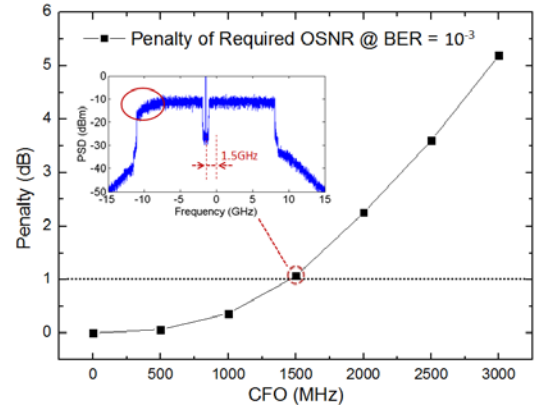 Penalty of Required OSNR @ BER = 10⁻³
Penalty (dB)
5
4
3
2
1
0
PSD (dBm)
0
-10
-20
-30
-40
-50
1.5GHz
-15 -10 -5 0 5 10 15
Frequency (GHz)
0 500 1000 1500 2000 2500 3000
CFO (MHz)